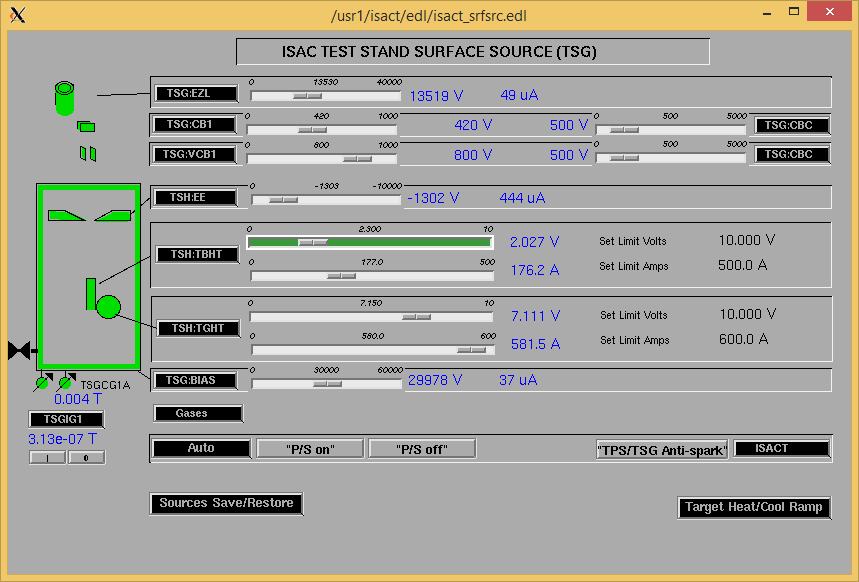 /usr1/isact/edl/isact_srfsrc.edl
ISAC TEST STAND SURFACE SOURCE (TSG)
0 13530 40000
TSG:EZL 13519 V 49 uA
0 420 1000 0 500 5000
TSG:CB1 420 V 500 V TSG:CBC
0 800 1000 0 500 5000
TSG:VCB1 800 V 500 V TSG:CBC
0 -1303 -10000
TSH:EE -1302 V 444 uA
0 2.300 10
2.027 V Set Limit Volts 10.000 V
TSH:TBHT
0 177.0 500
176.2 A Set Limit Amps 500.0 A
0 7.150 10
7.111 V Set Limit Volts 10.000 V
TSH:TGHT
0 580.0 600
581.5 A Set Limit Amps 600.0 A
0 30000 60000
TSG:BIAS 29978 V 37 uA
TSGCG1A
0.004 T
Gases
TSGIG1
3.13e-07 T
I 0
Auto "P/S on" "P/S off" "TPS/TSG Anti-spark" ISACT
Sources Save/Restore
Target Heat/Cool Ramp